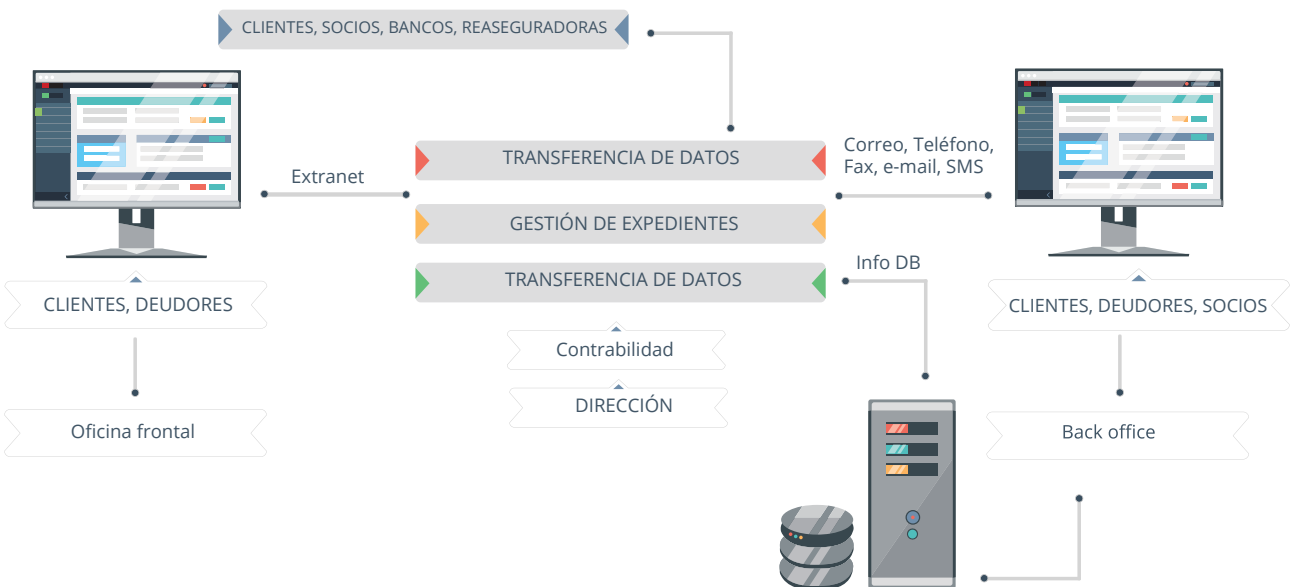 CLIENTES, SOCIOS, BANCOS, REASEGURADORAS
TRANSFERENCIA DE DATOS
Correo, Teléfono,
Fax, e-mail, SMS
Extranet
GESTIÓN DE EXPEDIENTES
TRANSFERENCIA DE DATOS
Info DB
CLIENTES, DEUDORES
CLIENTES, DEUDORES, SOCIOS
Contrabilidad
DIRECCIÓN
Oficina frontal
Back office